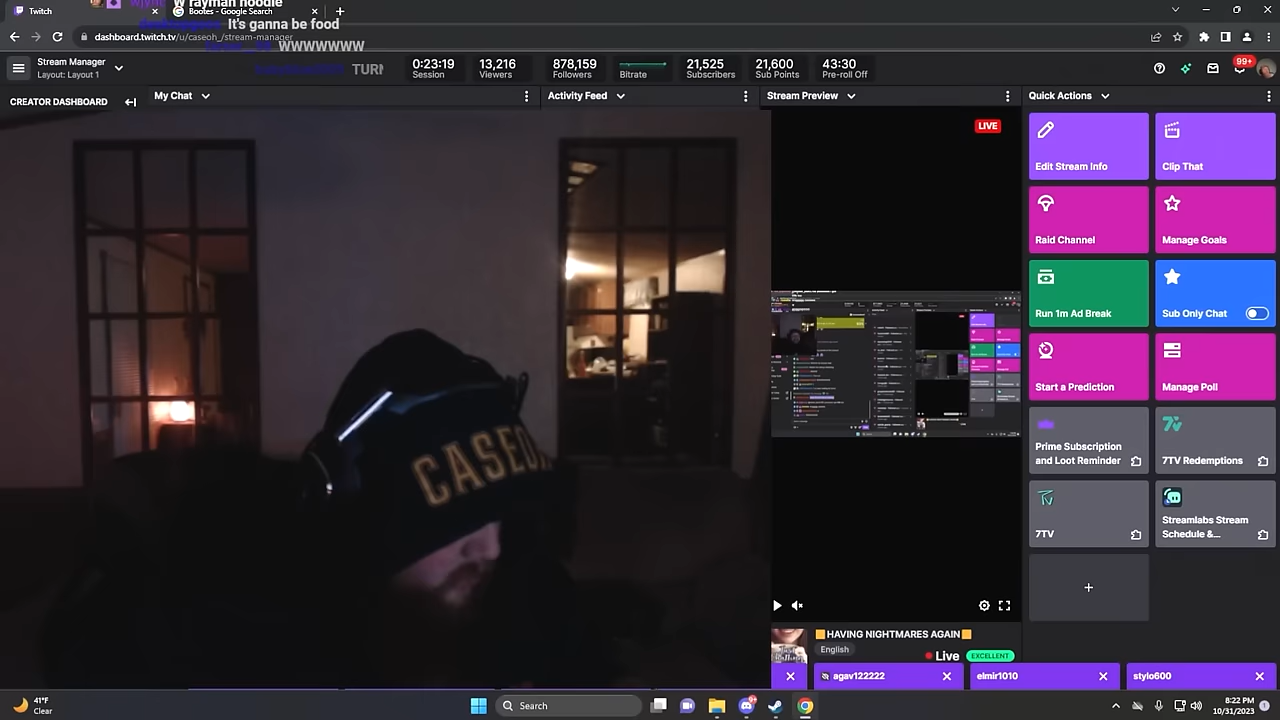 Twitch
W rayman noodle
Bootes - Google Search
It's ganna be food
dashboard.twitch.tv/u/caseoh_/stream-manager
WWWWWWW
Stream Manager
Layout: Layout 1
TURN
0:23:19
Session
13,216
Viewers
878,159
Followers
Bitrate
21,525
Subscribers
21,600
Sub Points
43:30
Pre-roll Off
99+
CREATOR DASHBOARD
My Chat
Activity Feed
Stream Preview
Quick Actions
LIVE
Edit Stream Info
Clip That
Raid Channel
Manage Goals
Run 1m Ad Break
Sub Only Chat
Start a Prediction
Manage Poll
Prime Subscription
and Loot Reminder
7TV Redemptions
7TV
Streamlabs Stream
Schedule &...
CASEOH
HAVING NIGHTMARES AGAIN
English
Live
EXCELLENT
agav122222
elmir1010
stylo600
41°F
Clear
Search
8:22 PM
10/31/2023